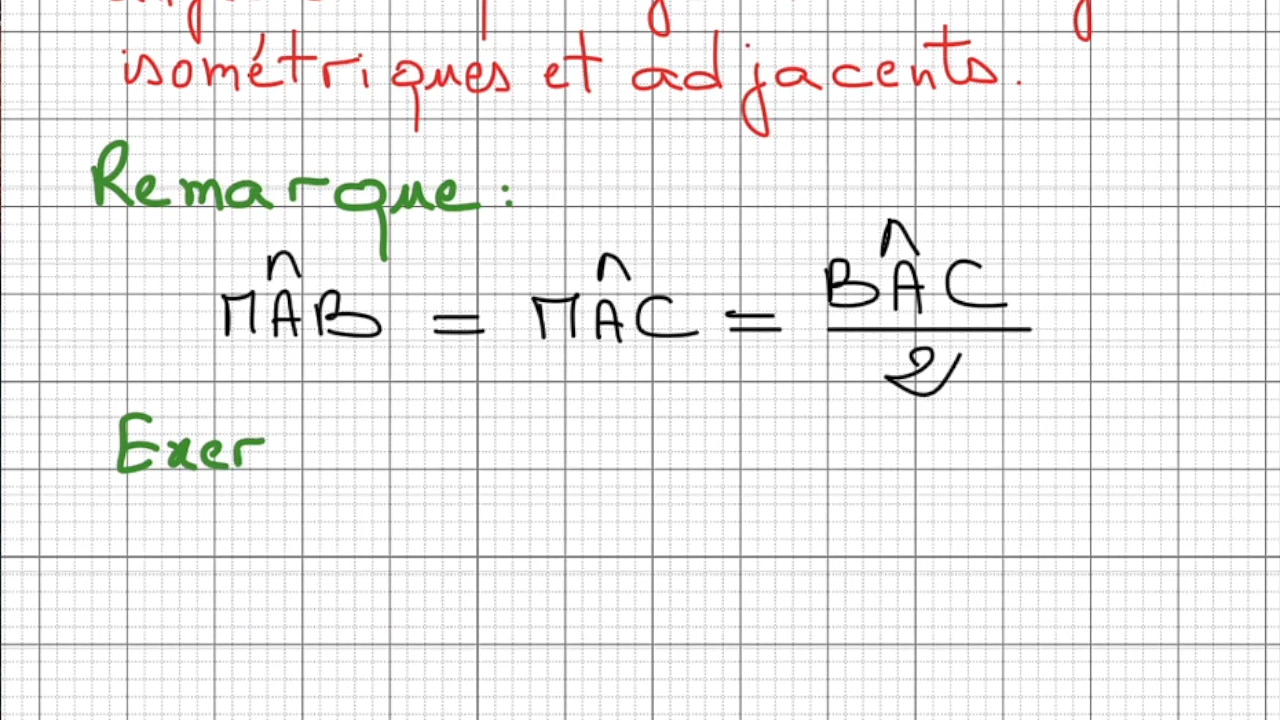 isométriques et adjacents.
Remarque :
MÂB = MÂC = BÂC / 2
Exer